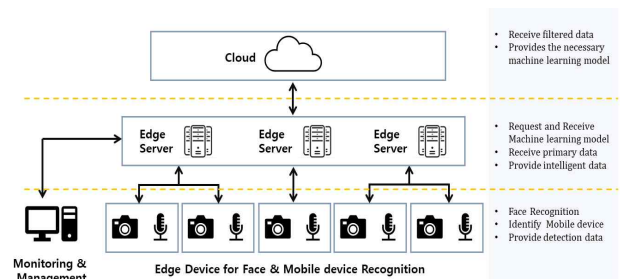 Cloud
• Receive filtered data
• Provides the necessary
machine learning model
Edge
Server
Edge
Server
Edge
Server
• Request and Receive
Machine learning model
• Receive primary data
• Provide intelligent data
• Face Recognition
• Identify Mobile device
• Provide detection data
Monitoring &
Management
Edge Device for Face & Mobile device Recognition